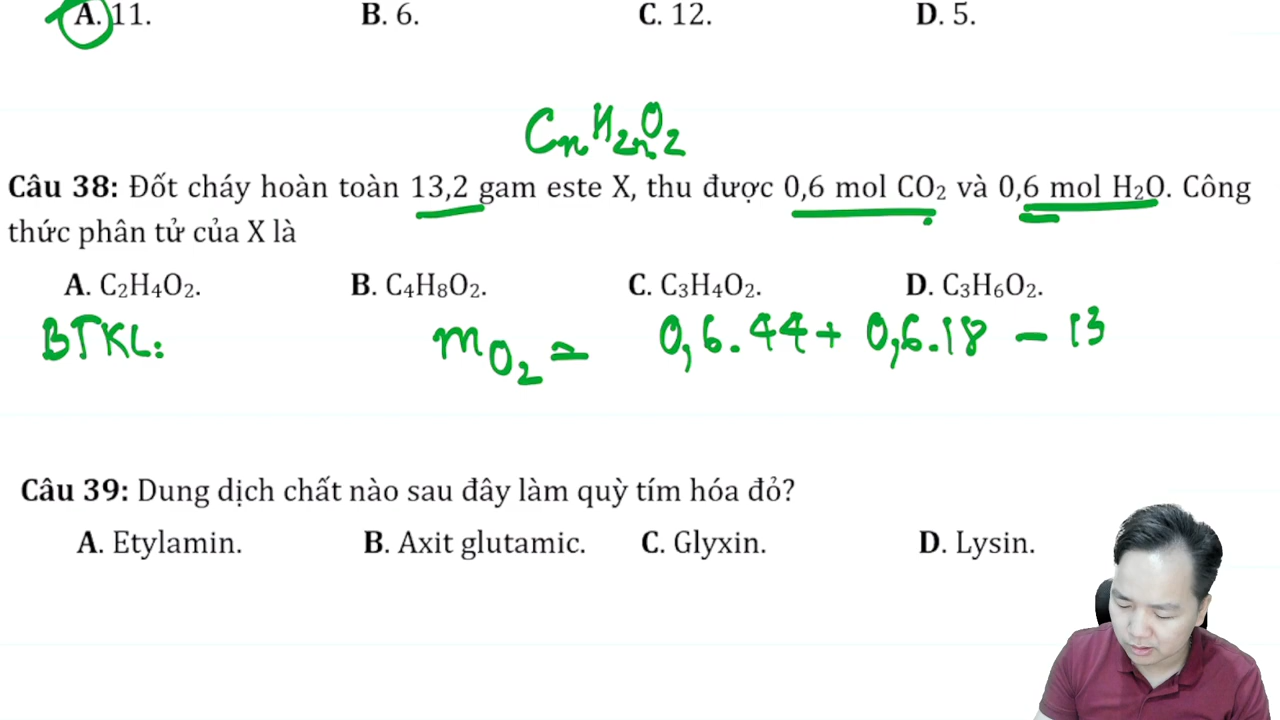 A. 11. B. 6. C. 12. D. 5.
CnH2nO2
Câu 38: Đốt cháy hoàn toàn 13,2 gam este X, thu được 0,6 mol CO₂ và 0,6 mol H₂O. Công
thức phân tử của X là
A. C₂H₄O₂. B. C₄H₈O₂. C. C₃H₄O₂. D. C₃H₆O₂.
BTKL: mO2 = 0,6.44+ 0,6.18 - 13
Câu 39: Dung dịch chất nào sau đây làm quỳ tím hóa đỏ?
A. Etylamin. B. Axit glutamic. C. Glyxin. D. Lysin.